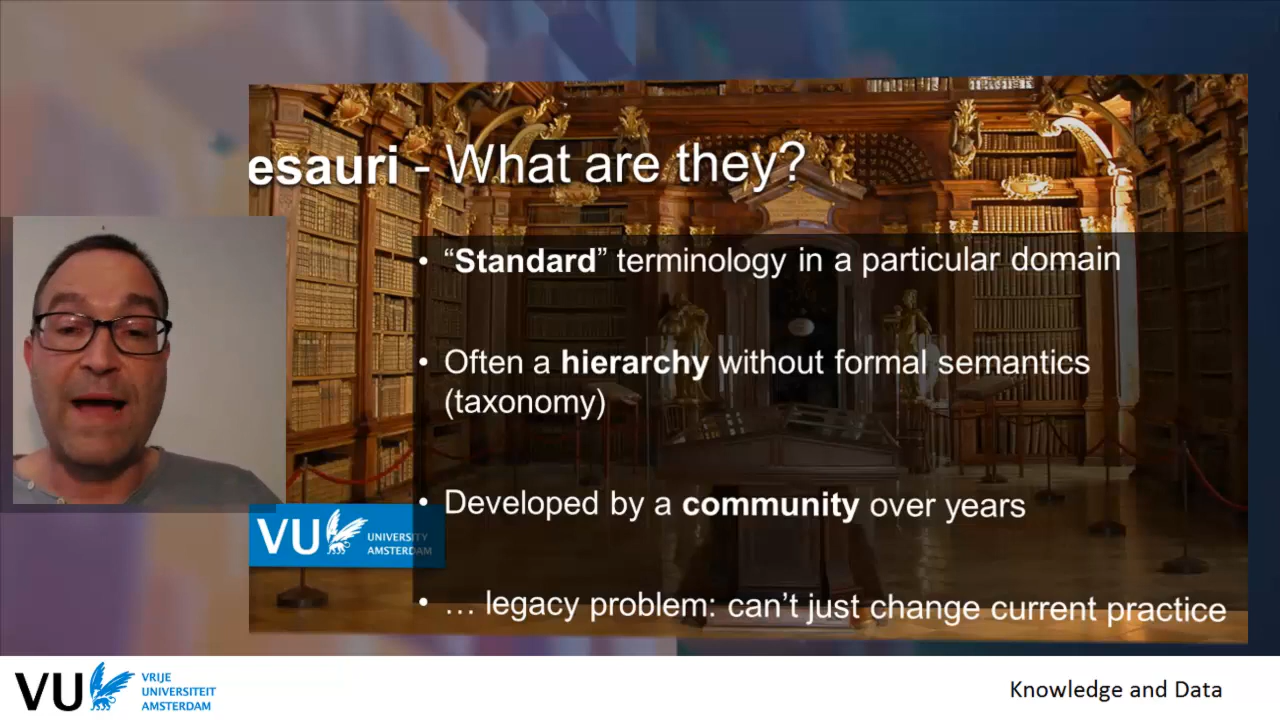 esauri - What are they?
• “Standard” terminology in a particular domain
• Often a hierarchy without formal semantics
(taxonomy)
• Developed by a community over years
• … legacy problem: can’t just change current practice
VU UNIVERSITY
AMSTERDAM
VU VRIJE
UNIVERSITEIT
AMSTERDAM
Knowledge and Data